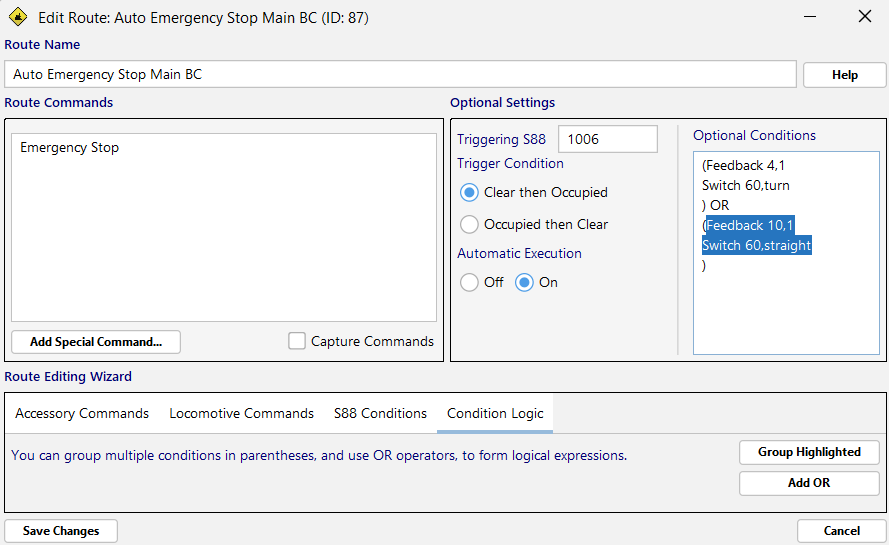 Edit Route: Auto Emergency Stop Main BC (ID: 87)
Route Name
Auto Emergency Stop Main BC
Help
Route Commands
Emergency Stop
Add Special Command...
Capture Commands
Optional Settings
Triggering S88
1006
Trigger Condition
Clear then Occupied
Occupied then Clear
Automatic Execution
Off
On
Optional Conditions
(Feedback 4,1
Switch 60,turn
) OR
(Feedback 10,1
Switch 60,straight
)
Route Editing Wizard
Accessory Commands
Locomotive Commands
S88 Conditions
Condition Logic
You can group multiple conditions in parentheses, and use OR operators, to form logical expressions.
Group Highlighted
Add OR
Save Changes
Cancel